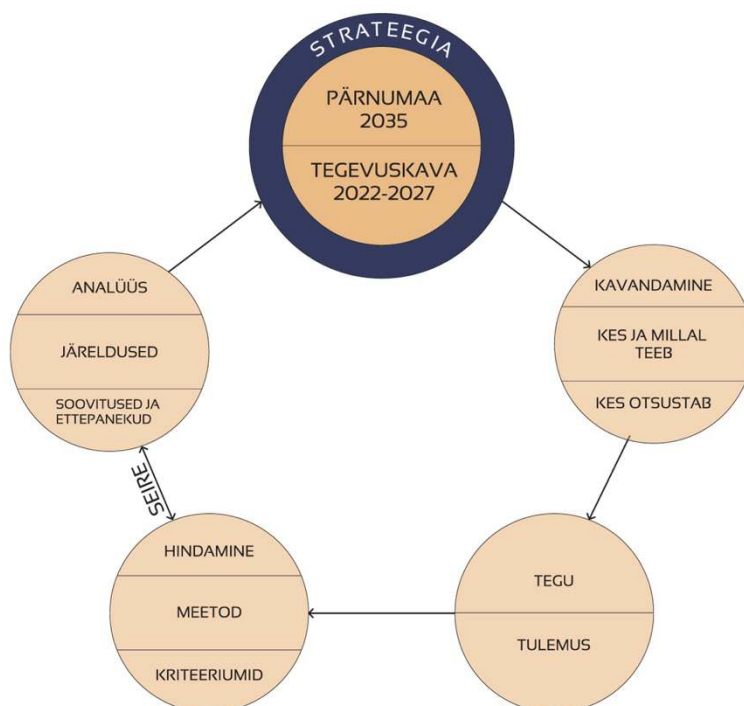 STRATEEGIA
PÄRNUMAA
2035
TEGEVUSKAVA
2022-2027
KAVANDAMINE
KES JA MILLAL
TEEB
KES OTSUSTAB
TEGU
TULEMUS
HINDAMINE
MEETOD
KRITEERIUMID
SEIRE
ANALÜÜS
JÄRELDUSED
SOOVITUSED JA
ETTEPANEKUD